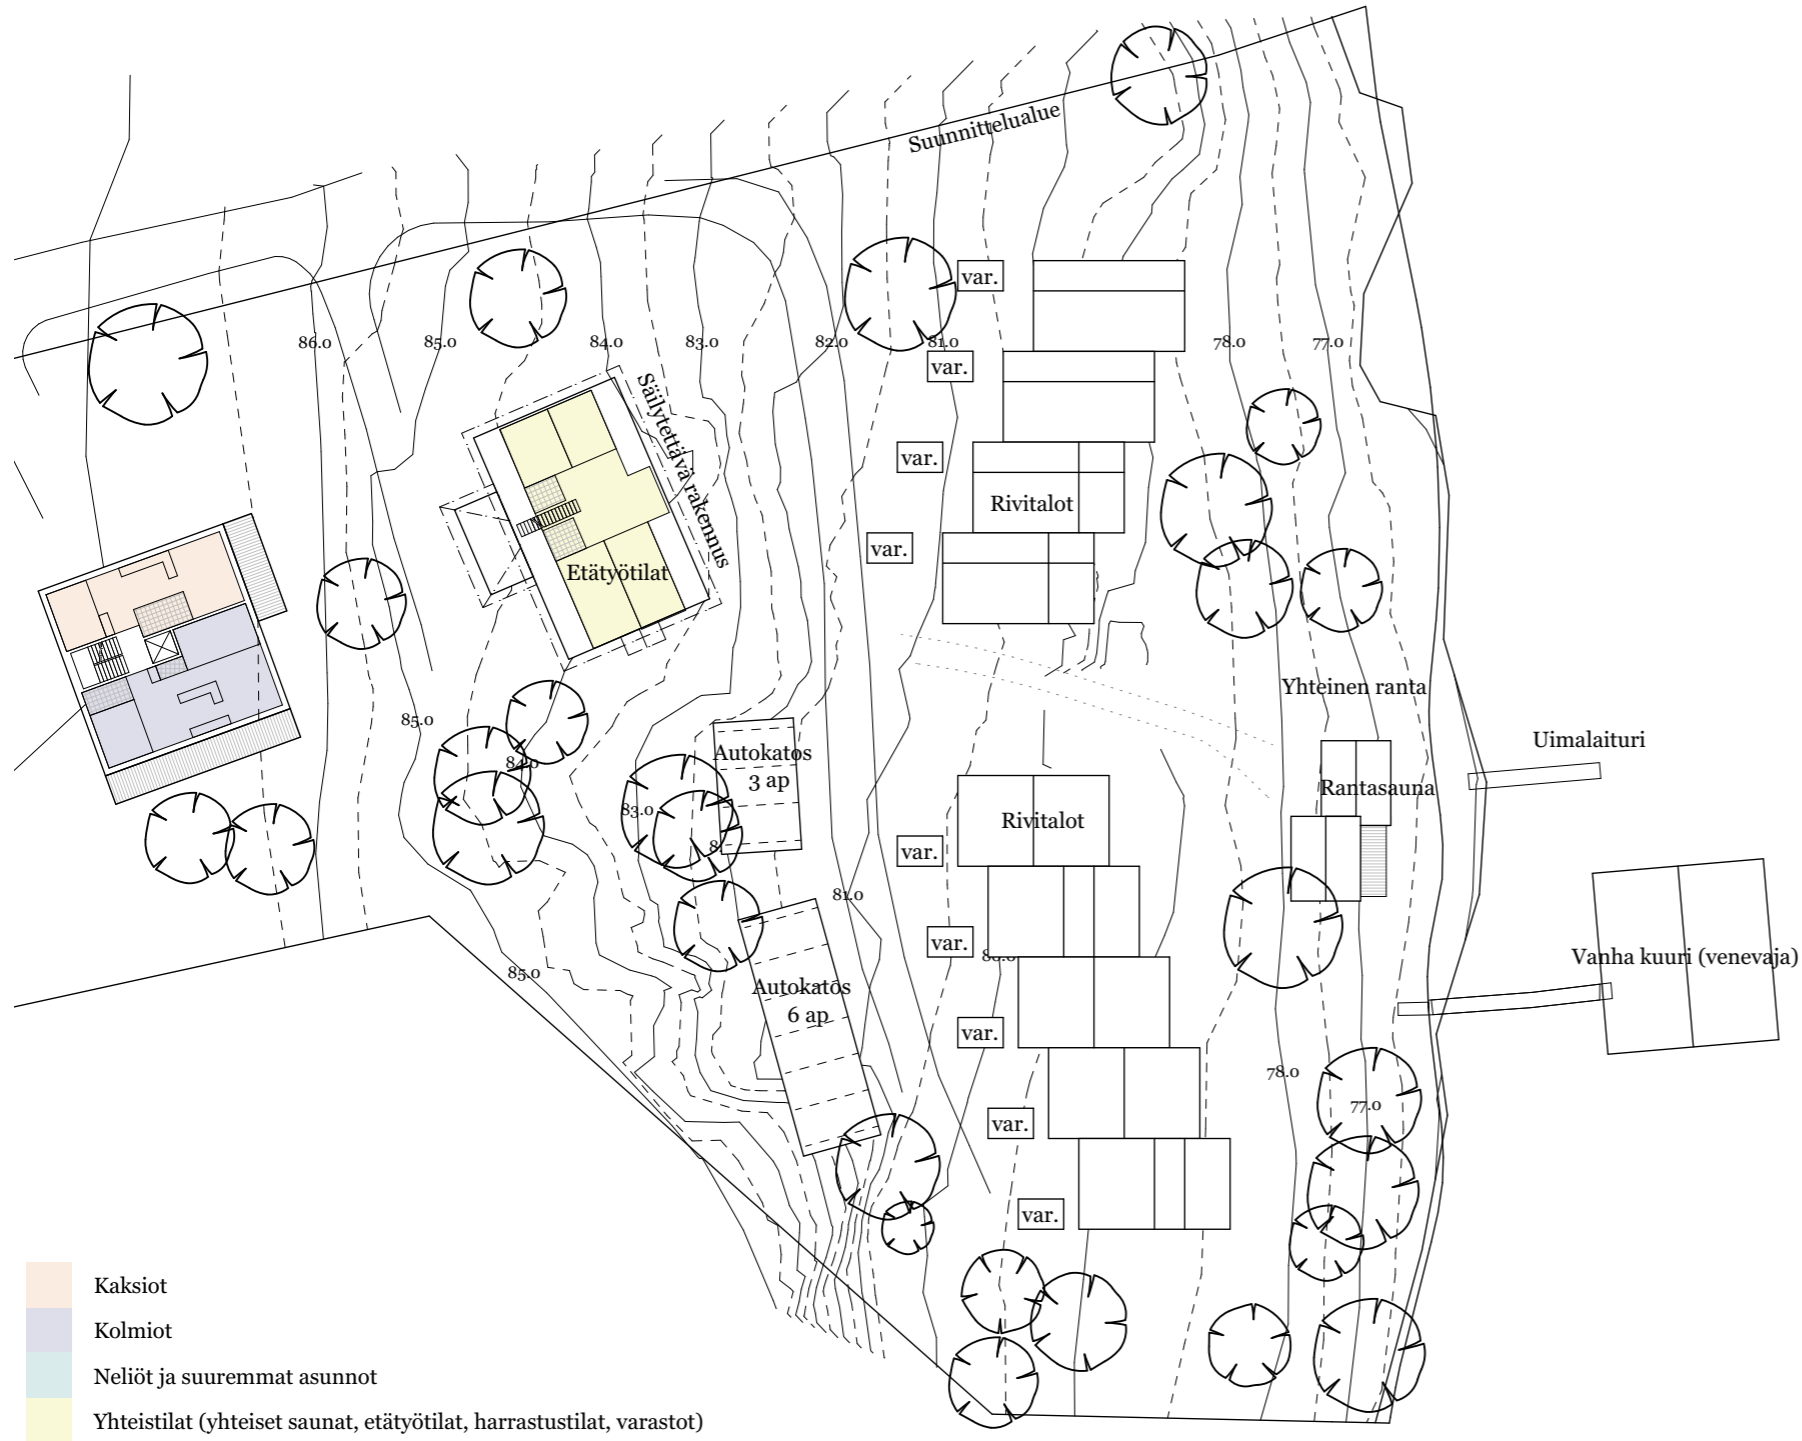 Suunnittelualue
var.
86.0
85.0
84.0
83.0
82.0
81.0
78.0
77.0
var.
Säilytettävä rakennus
var.
Rivitalot
var.
Etätyötilat
Yhteinen ranta
85.0
Uimalaituri
Autokatos
3 ap
84.0
Rantasauna
83.0
Rivitalot
var.
81.0
var.
Vanha kuuri (venevaja)
85.0
Autokatos
6 ap
var.
78.0
77.0
var.
var.
Kaksiot
Kolmiot
Neliöt ja suuremmat asunnot
Yhteistilat (yhteiset saunat, etätyötilat, harrastustilat, varastot)